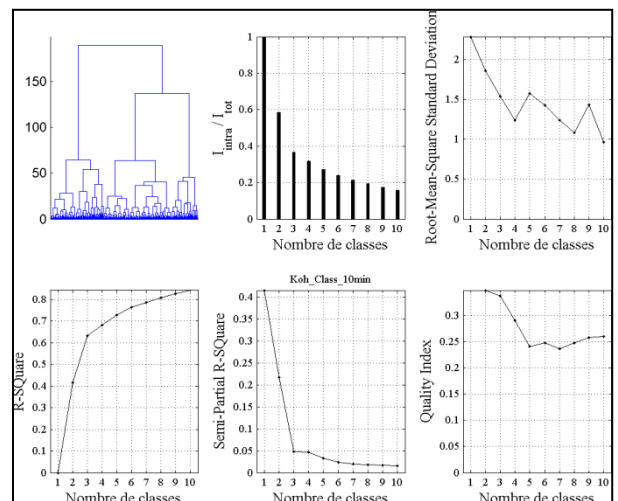 150
100
50
0
I_intra / I_tot
1
0.8
0.6
0.4
0.2
0
1 2 3 4 5 6 7 8 9 10
Nombre de classes
Root-Mean-Square Standard Deviation
2
1.5
1
0.5
0
1 2 3 4 5 6 7 8 9 10
Nombre de classes
R-SQuare
0.8
0.7
0.6
0.5
0.4
0.3
0.2
0.1
0
1 2 3 4 5 6 7 8 9 10
Nombre de classes
Koh_Class_10min
Semi-Partial R-SQuare
0.4
0.35
0.3
0.25
0.2
0.15
0.1
0.05
0
1 2 3 4 5 6 7 8 9 10
Nombre de classes
Quality Index
0.3
0.25
0.2
0.15
0.1
0.05
0
1 2 3 4 5 6 7 8 9 10
Nombre de classes